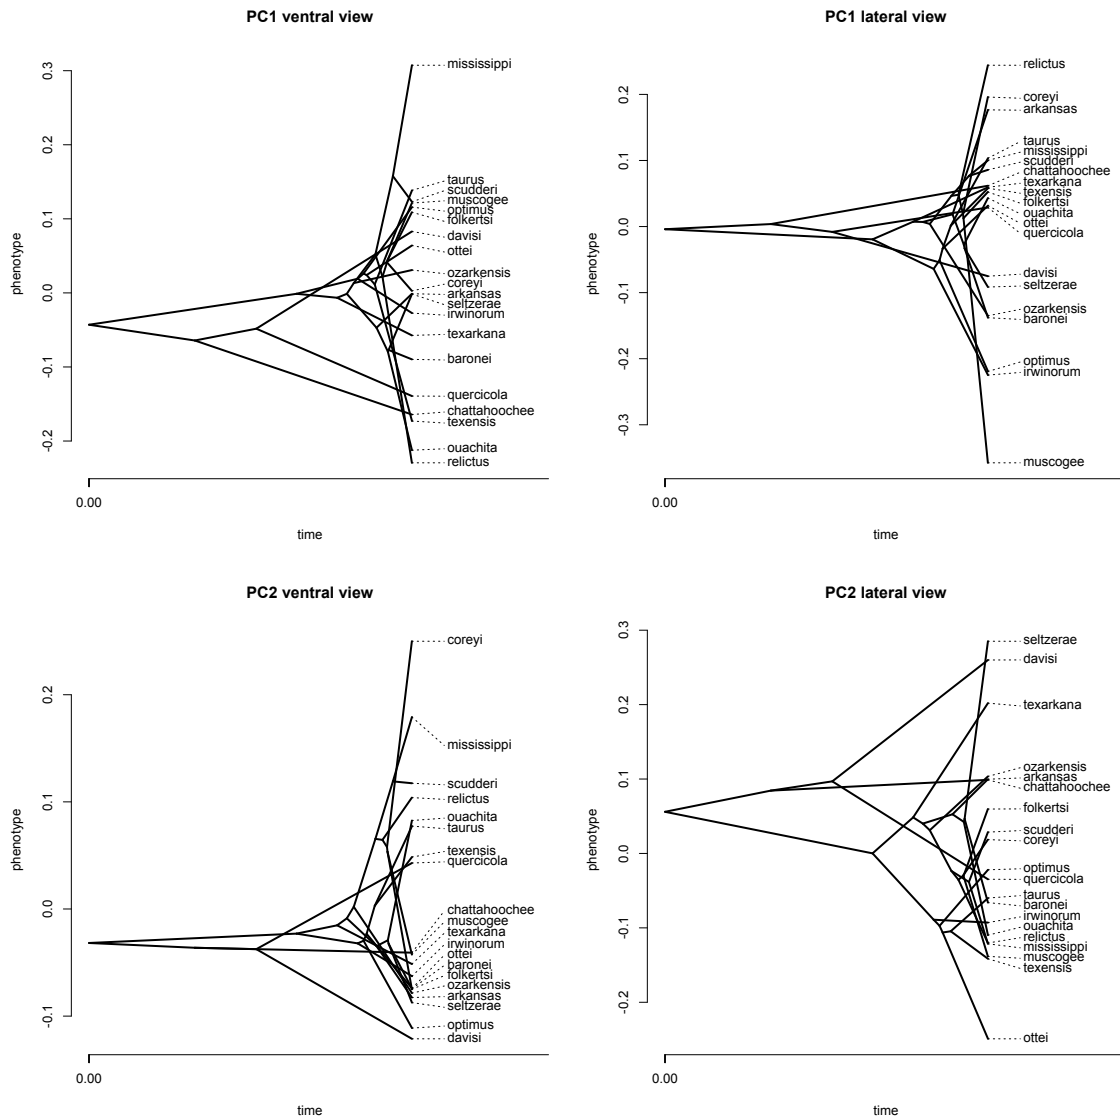 PC1 ventral view
phenotype
0.3
0.2
0.1
0.0
-0.1
-0.2
mississippi
taurus
scudderi
muscogee
optimus
folkertsi
davisi
ottei
ozarkensis
coreyi
arkansas
seltzerae
irwinorum
texarkana
baronei
quercicola
chattahoochee
texensis
ouachita
relictus
0.00
time
PC1 lateral view
phenotype
0.2
0.1
0.0
-0.1
-0.2
-0.3
relictus
coreyi
arkansas
taurus
mississippi
scudderi
chattahoochee
texarkana
texensis
folkertsi
ouachita
ottei
quercicola
davisi
seltzerae
ozarkensis
baronei
optimus
irwinorum
muscogee
0.00
time
PC2 ventral view
phenotype
0.2
0.1
0.0
-0.1
coreyi
mississippi
scudderi
relictus
ouachita
taurus
texensis
quercicola
chattahoochee
muscogee
texarkana
irwinorum
ottei
baronei
folkertsi
ozarkensis
arkansas
seltzerae
optimus
davisi
0.00
time
PC2 lateral view
phenotype
0.3
0.2
0.1
0.0
-0.1
-0.2
seltzerae
davisi
texarkana
ozarkensis
arkansas
chattahoochee
folkertsi
scudderi
coreyi
optimus
quercicola
taurus
baronei
irwinorum
ouachita
relictus
mississippi
muscogee
texensis
ottei
0.00
time